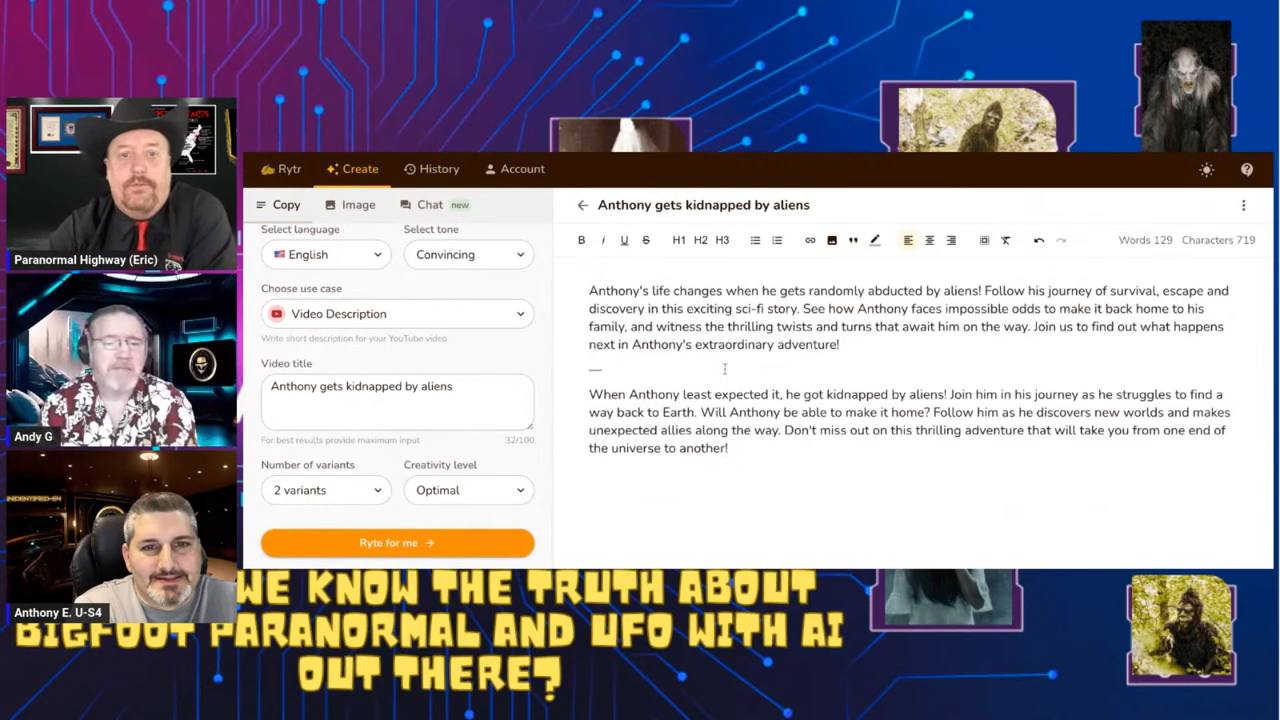 Rytr
Create
History
Account
Copy
Image
Chat new
Anthony gets kidnapped by aliens
Select language
Select tone
English
Convincing
B i U S H1 H2 H3
Words 129 Characters 719
Choose use case
Video Description
Write short description for your YouTube video
Video title
Anthony gets kidnapped by aliens
For best results provide maximum input
32/100
Number of variants
Creativity level
2 variants
Optimal
Ryte for me
Anthony's life changes when he gets randomly abducted by aliens! Follow his journey of survival, escape and
discovery in this exciting sci-fi story. See how Anthony faces impossible odds to make it back home to his
family, and witness the thrilling twists and turns that await him on the way. Join us to find out what happens
next in Anthony's extraordinary adventure!
—
When Anthony least expected it, he got kidnapped by aliens! Join him in his journey as he struggles to find a
way back to Earth. Will Anthony be able to make it home? Follow him as he discovers new worlds and makes
unexpected allies along the way. Don't miss out on this thrilling adventure that will take you from one end of
the universe to another!
Paranormal Highway (Eric)
Andy G
Anthony E. U-S4
WE KNOW THE TRUTH ABOUT
BIGFOOT PARANORMAL AND UFO WITH AI
OUT THERE?